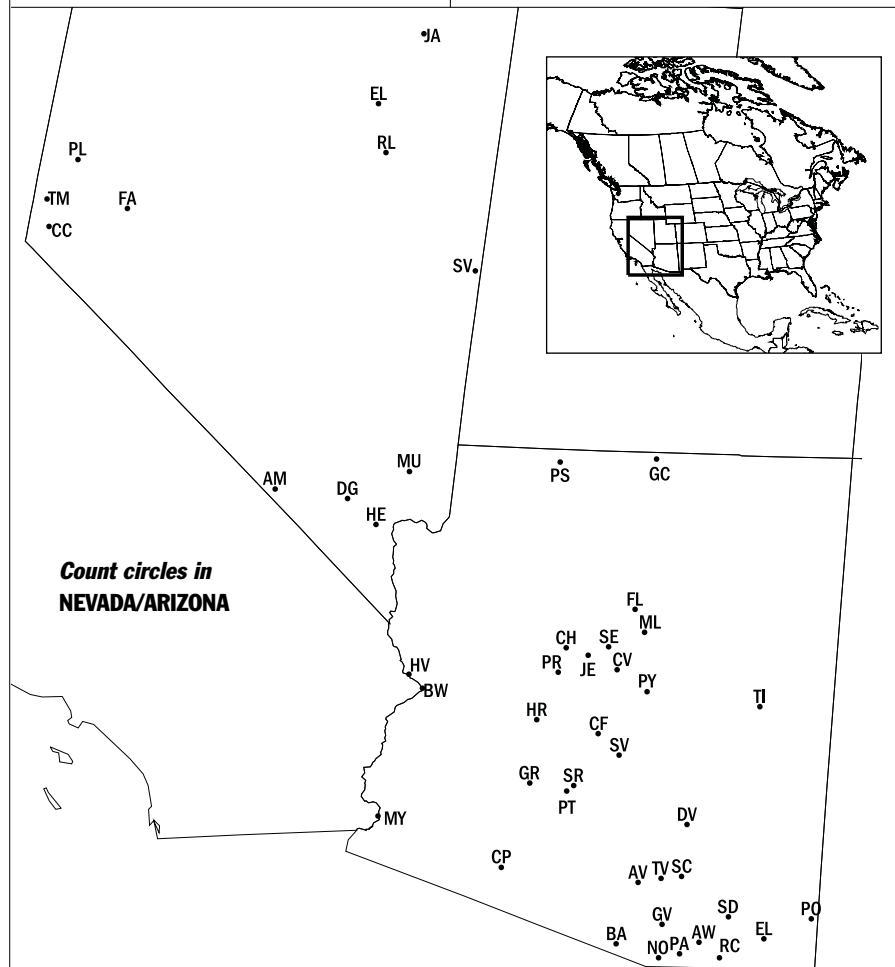 JA
EL
RL
PL
TM
FA
CC
SV
MU
AM
DG
HE
PS
GC
Count circles in
NEVADA/ARIZONA
FL
ML
CH
SE
PR
JE
CV
HV
BW
PY
TI
HR
CF
SV
GR
SR
PT
MY
DV
CP
AV
TV
SC
PO
SD
GV
BA
AW
EL
NO
PA
RC